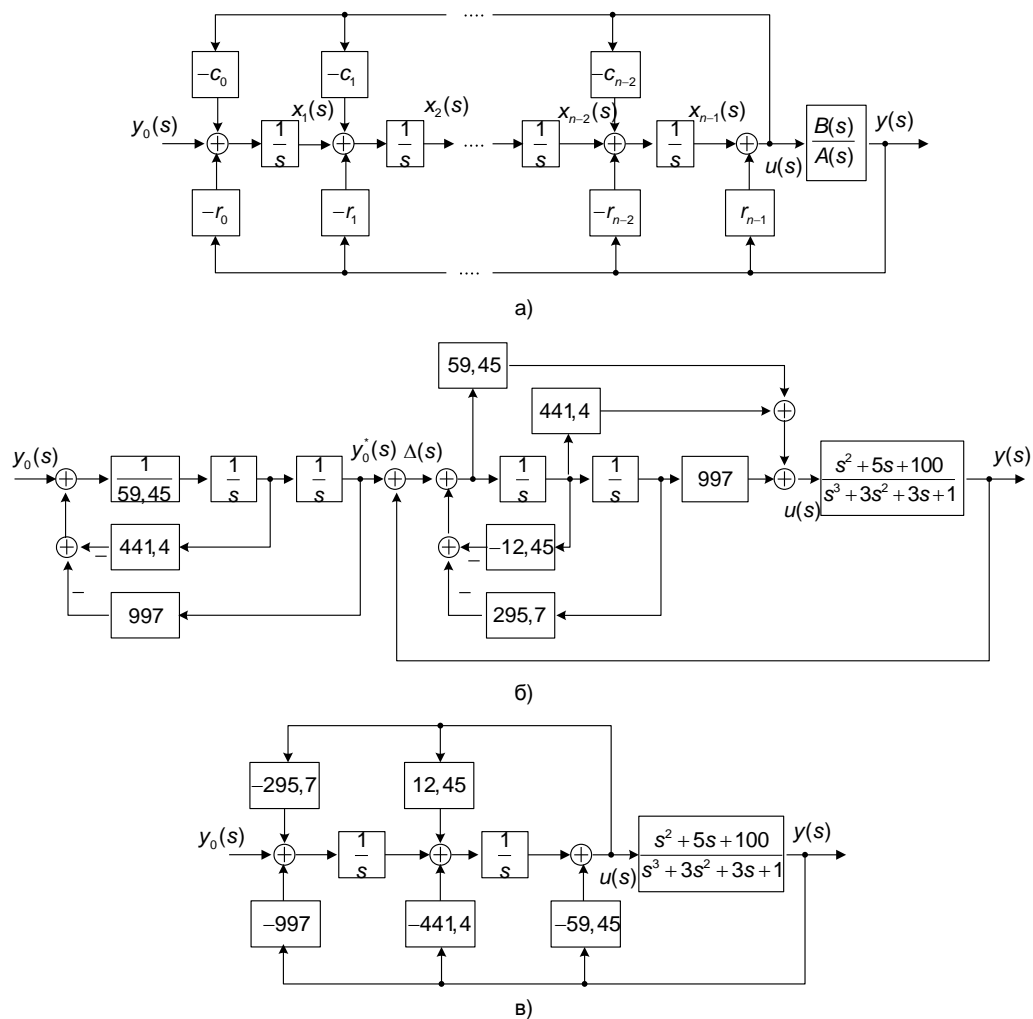 ....
−c₀ −c₁ −cₙ₋₂
y₀(s) 1/s x₁(s) 1/s x₂(s) .... 1/s xₙ₋₂(s) 1/s xₙ₋₁(s) u(s) B(s)/A(s) y(s)
−r₀ −r₁ −rₙ₋₂ rₙ₋₁
....
а)
59,45
441,4
y₀(s) 1/59,45 1/s 1/s y₀*(s) Δ(s) 1/s 1/s 997 u(s) (s² + 5s + 100)/(s³ + 3s² + 3s + 1) y(s)
− 441,4 − −12,45
− 997 − 295,7
б)
−295,7 12,45
y₀(s) 1/s 1/s u(s) (s² + 5s + 100)/(s³ + 3s² + 3s + 1) y(s)
−997 −441,4 −59,45
в)